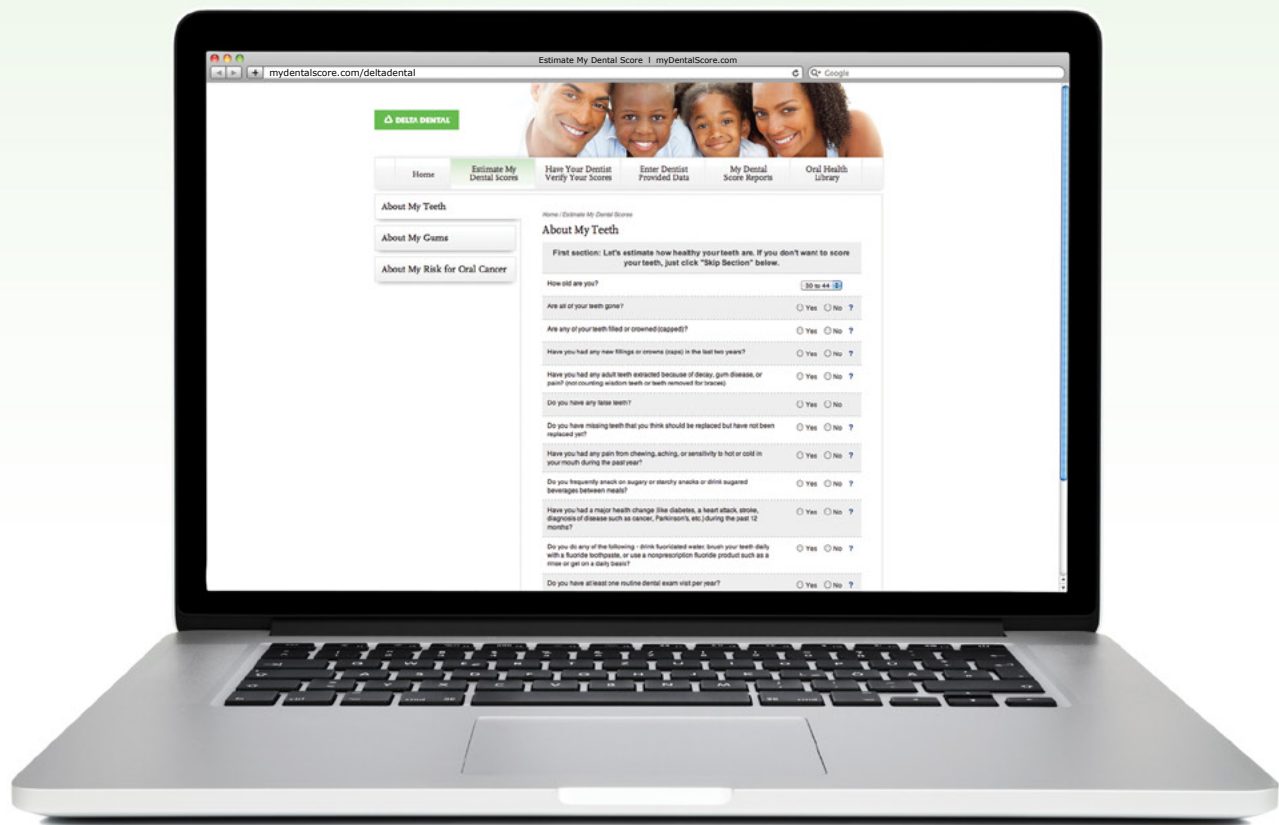 Estimate My Dental Score | myDentalScore.com
mydentalscore.com/deltadental
Google
DELTA DENTAL
Home
Estimate My
Dental Scores
Have Your Dentist
Verify Your Scores
Enter Dentist
Provided Data
My Dental
Score Reports
Oral Health
Library
About My Teeth
About My Gums
About My Risk for Oral Cancer
Home / Estimate My Dental Scores
About My Teeth
First section: Let's estimate how healthy your teeth are. If you don't want to score
your teeth, just click "Skip Section" below.
How old are you?
30 to 44
Are all of your teeth gone?
Yes No ?
Are any of your teeth filled or crowned (capped)?
Yes No ?
Have you had any new fillings or crowns (caps) in the last two years?
Yes No ?
Have you had any adult teeth extracted because of decay, gum disease, or
pain? (not counting wisdom teeth or teeth removed for braces)
Yes No ?
Do you have any false teeth?
Yes No
Do you have missing teeth that you think should be replaced but have not been
replaced yet?
Yes No ?
Have you had any pain from chewing, aching, or sensitivity to hot or cold in
your mouth during the past year?
Yes No ?
Do you frequently snack on sugary or starchy snacks or drink sugared
beverages between meals?
Yes No ?
Have you had a major health change (like diabetes, a heart attack, stroke,
diagnosis of disease such as cancer, Parkinson's, etc.) during the past 12
months?
Yes No ?
Do you do any of the following - drink fluoridated water, brush your teeth daily
with a fluoride toothpaste, or use a nonprescription fluoride product such as a
rinse or gel on a daily basis?
Yes No ?
Do you have at least one routine dental exam visit per year?
Yes No ?